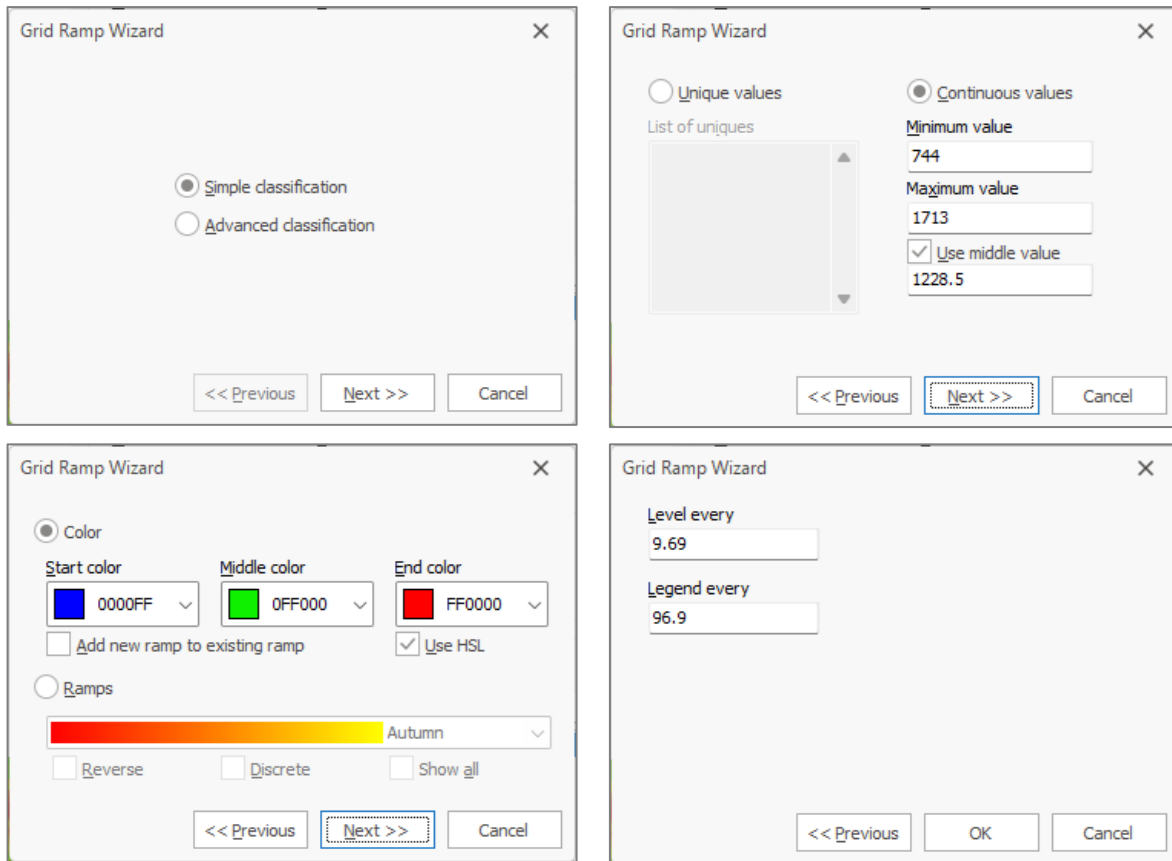 Grid Ramp Wizard
Simple classification
Advanced classification
<< Previous
Next >>
Cancel
Grid Ramp Wizard
Unique values
Continuous values
List of uniques
Minimum value
744
Maximum value
1713
Use middle value
1228.5
<< Previous
Next >>
Cancel
Grid Ramp Wizard
Color
Start color
Middle color
End color
0000FF
0FF000
FF0000
Add new ramp to existing ramp
Use HSL
Ramps
Autumn
Reverse
Discrete
Show all
<< Previous
Next >>
Cancel
Grid Ramp Wizard
Level every
9.69
Legend every
96.9
<< Previous
OK
Cancel